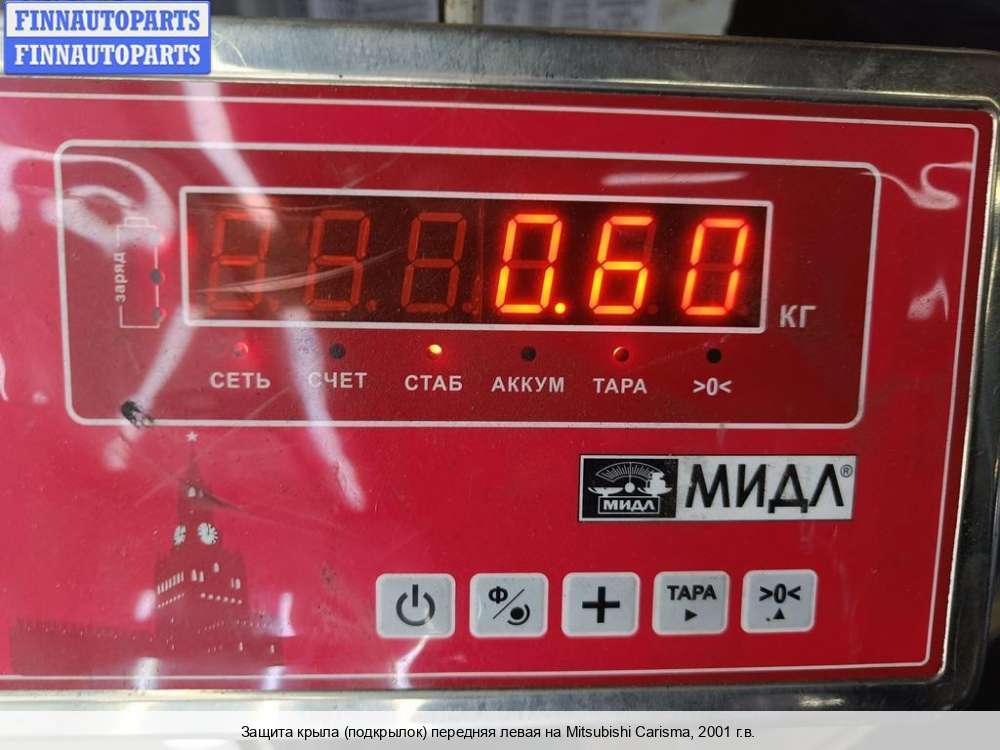 FINNAUTOPARTS
FINNAUTOPARTS
заряд
0.60
КГ
СЕТЬ СЧЕТ СТАБ АККУМ ТАРА >0<
МИДЛ МИДЛ®
Ф
ТАРА >0<
Защита крыла (подкрылок) передняя левая на Mitsubishi Carisma, 2001 г.в.